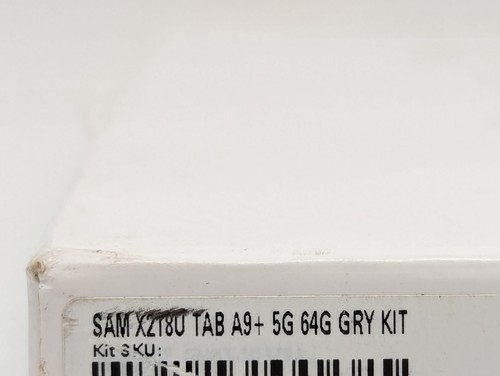 SAM X218U TAB A9+ 5G 64G GRY KIT
Kit SKU: